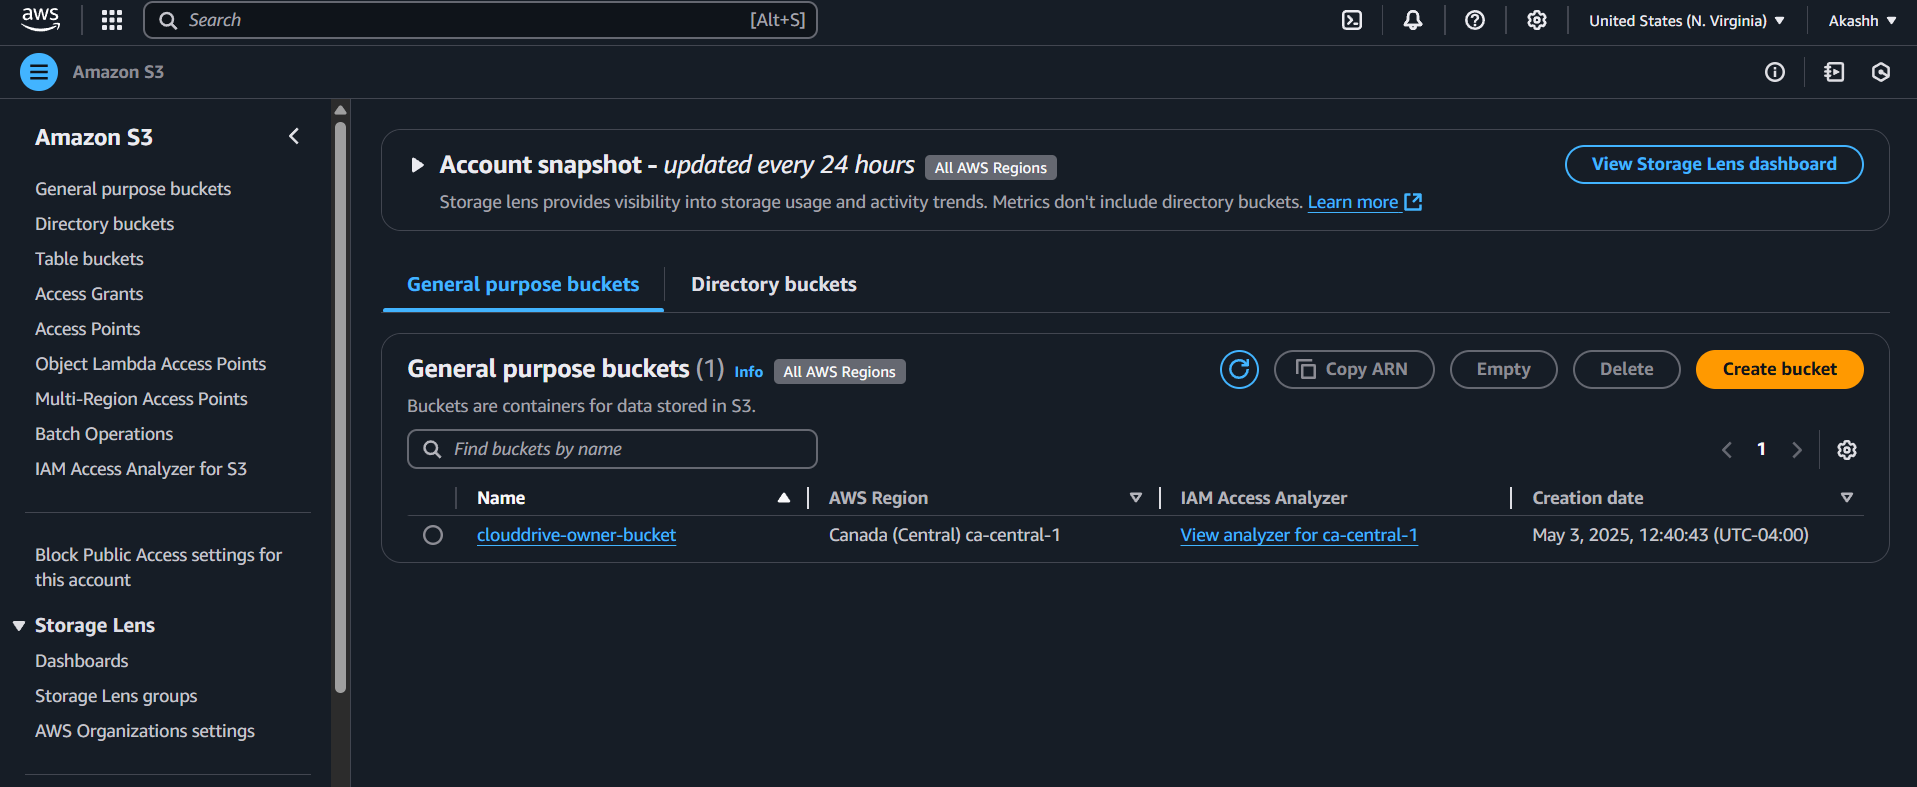 aws
Search [Alt+S]
United States (N. Virginia)
Akashh
Amazon S3
Amazon S3
General purpose buckets
Directory buckets
Table buckets
Access Grants
Access Points
Object Lambda Access Points
Multi-Region Access Points
Batch Operations
IAM Access Analyzer for S3
Block Public Access settings for
this account
Storage Lens
Dashboards
Storage Lens groups
AWS Organizations settings
Account snapshot - updated every 24 hours All AWS Regions
View Storage Lens dashboard
Storage lens provides visibility into storage usage and activity trends. Metrics don't include directory buckets. Learn more
General purpose buckets
Directory buckets
General purpose buckets (1) Info All AWS Regions
Copy ARN
Empty
Delete
Create bucket
Buckets are containers for data stored in S3.
Find buckets by name
1
Name AWS Region IAM Access Analyzer Creation date
clouddrive-owner-bucket Canada (Central) ca-central-1 View analyzer for ca-central-1 May 3, 2025, 12:40:43 (UTC-04:00)